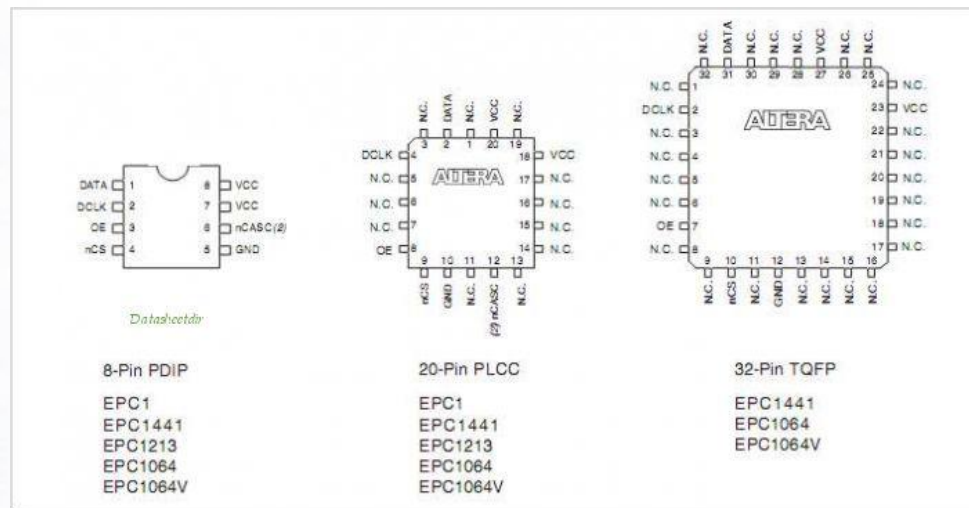 DATA 1
DCLK 2
OE 3
nCS 4
8 VCC
7 VCC
6 nCASC(2)
5 GND
Datasheetdir
8-Pin PDIP
EPC1
EPC1441
EPC1213
EPC1064
EPC1064V
N.C. DATA N.C. VCC N.C.
3 2 1 20 19
ALTERA
DCLK 4
N.C. 5
N.C. 6
N.C. 7
OE 8
18 VCC
17 N.C.
16 N.C.
15 N.C.
14 N.C.
9 10 11 12 13
nCS GND N.C. (2) nCASC N.C.
20-Pin PLCC
EPC1
EPC1441
EPC1213
EPC1064
EPC1064V
N.C. DATA N.C. N.C. N.C. VCC N.C. N.C.
32 31 30 29 28 27 26 25
ALTERA
N.C. 1
DCLK 2
N.C. 3
N.C. 4
N.C. 5
N.C. 6
OE 7
N.C. 8
24 N.C.
23 VCC
22 N.C.
21 N.C.
20 N.C.
19 N.C.
18 N.C.
17 N.C.
9 10 11 12 13 14 15 16
N.C. nCS N.C. GND N.C. N.C. N.C. N.C.
32-Pin TQFP
EPC1441
EPC1064
EPC1064V